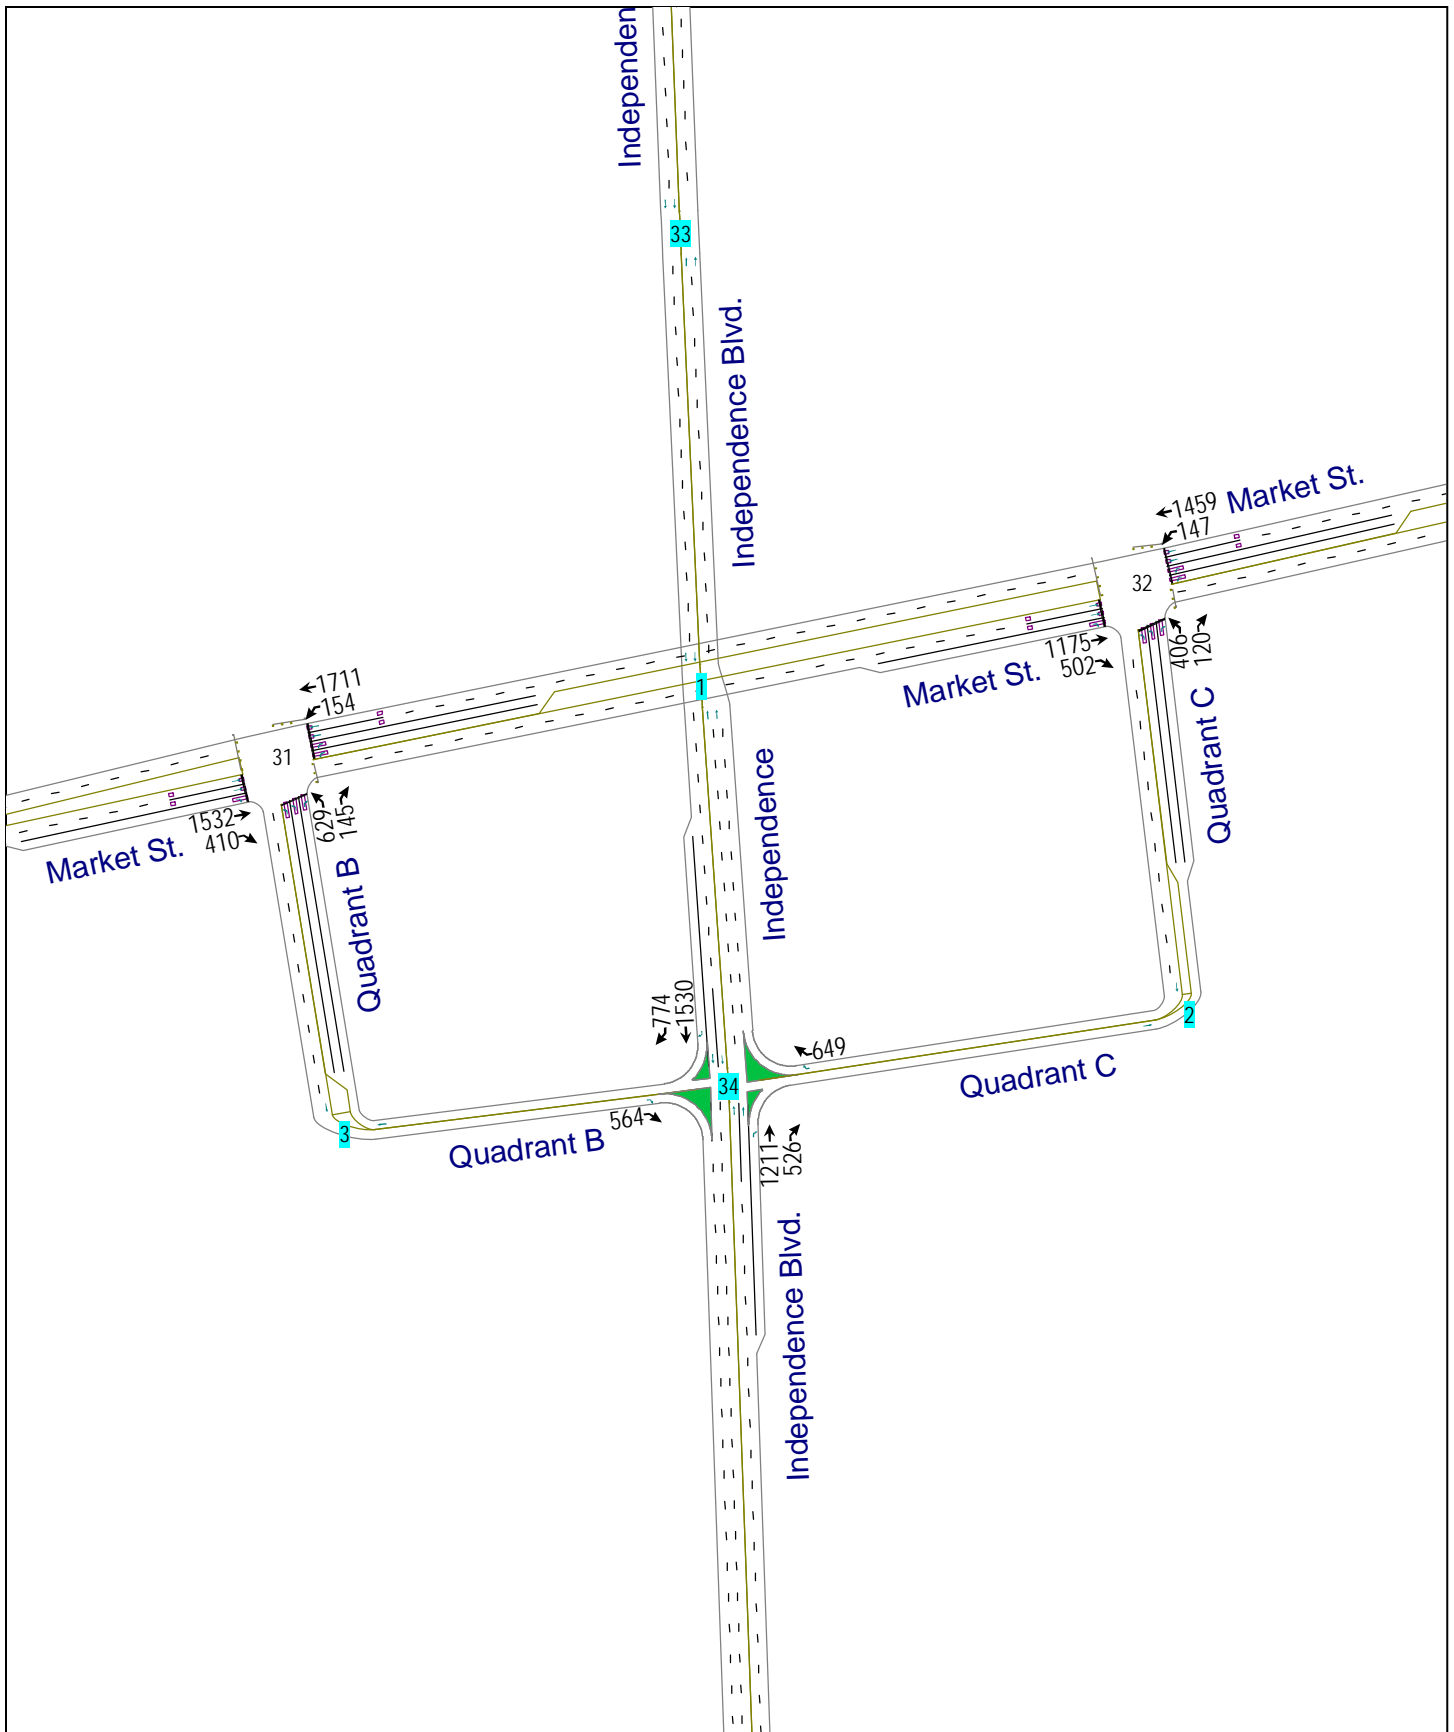 Independen
33
Independence Blvd.
Market St.
1459
147
32
1175
502
406
120
Market St.
1711
154
1
31
Quadrant C
1532
410
629
145
Market St.
Independence
Quadrant B
774
1530
2
649
34
Quadrant C
564
3
Quadrant B
1211
526
Independence Blvd.